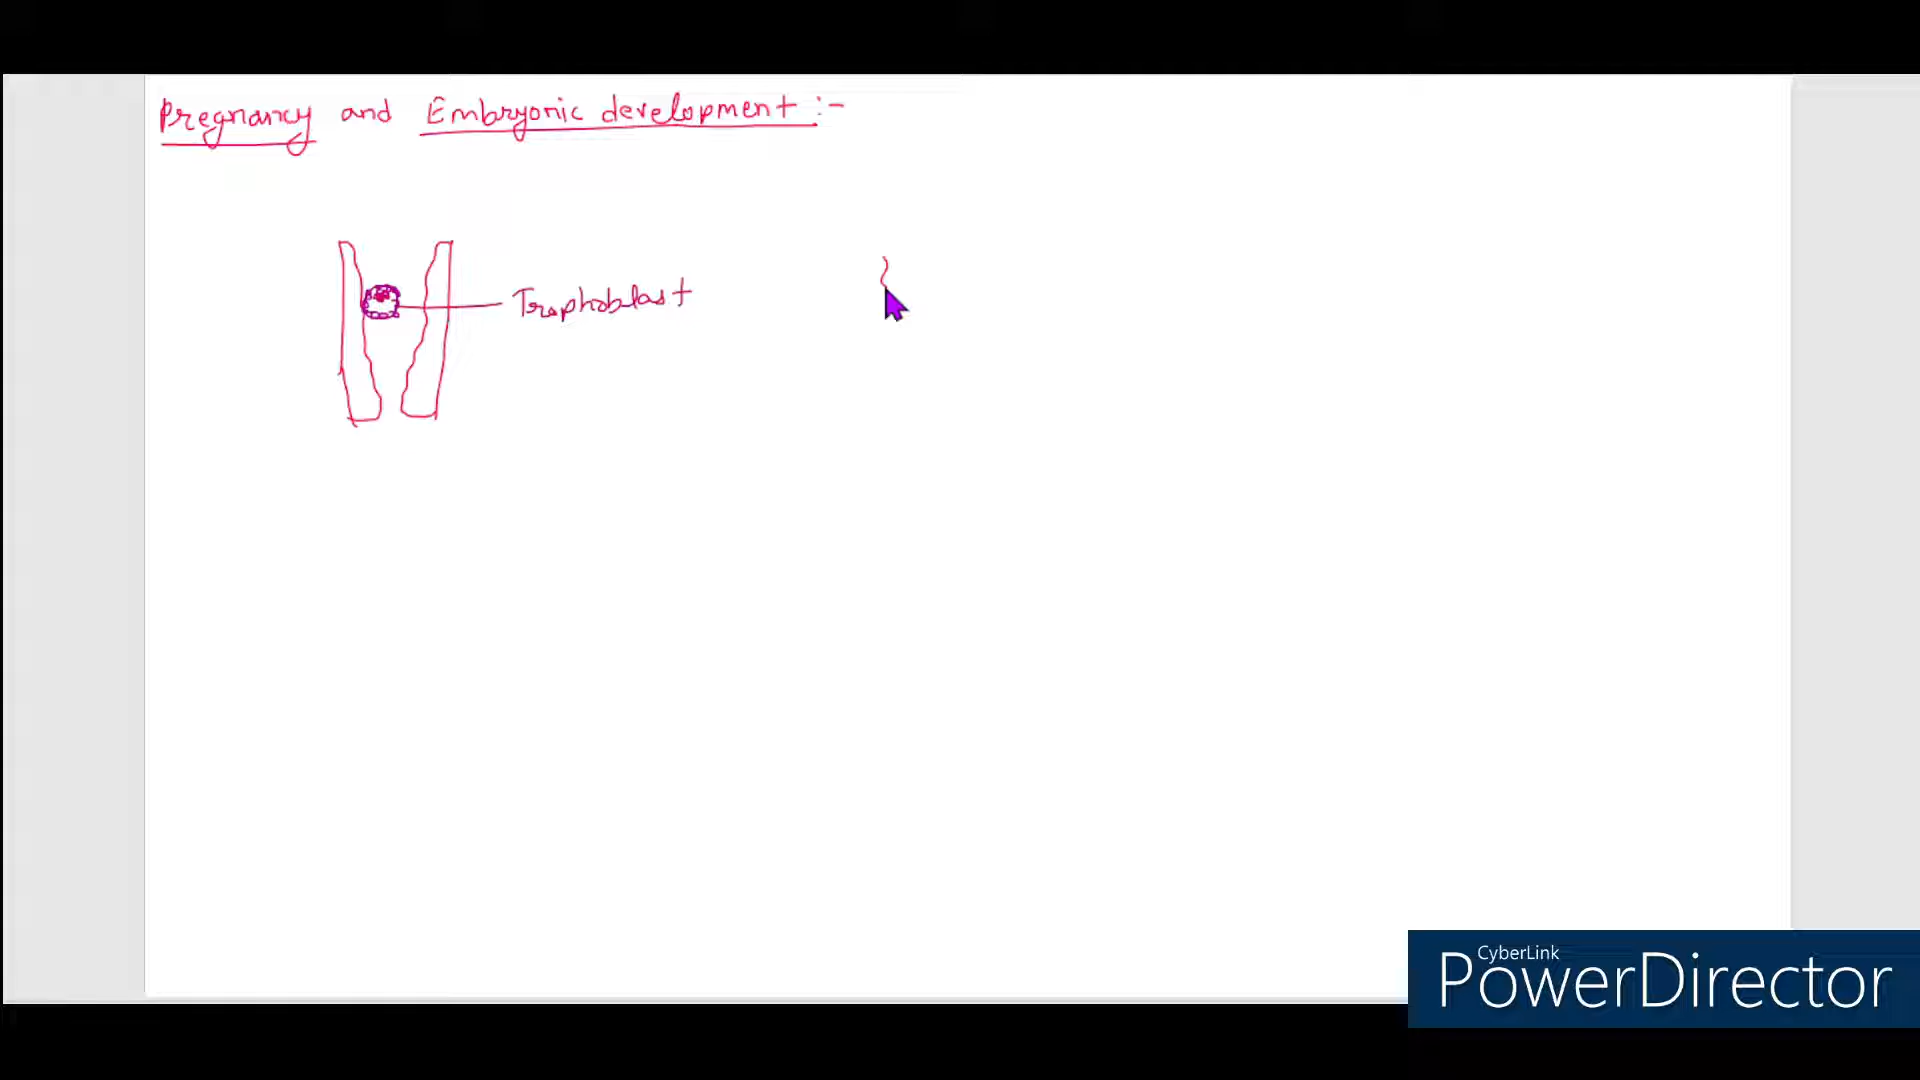 Pregnancy and Embryonic development :-
Trophoblast
CyberLink
PowerDirector